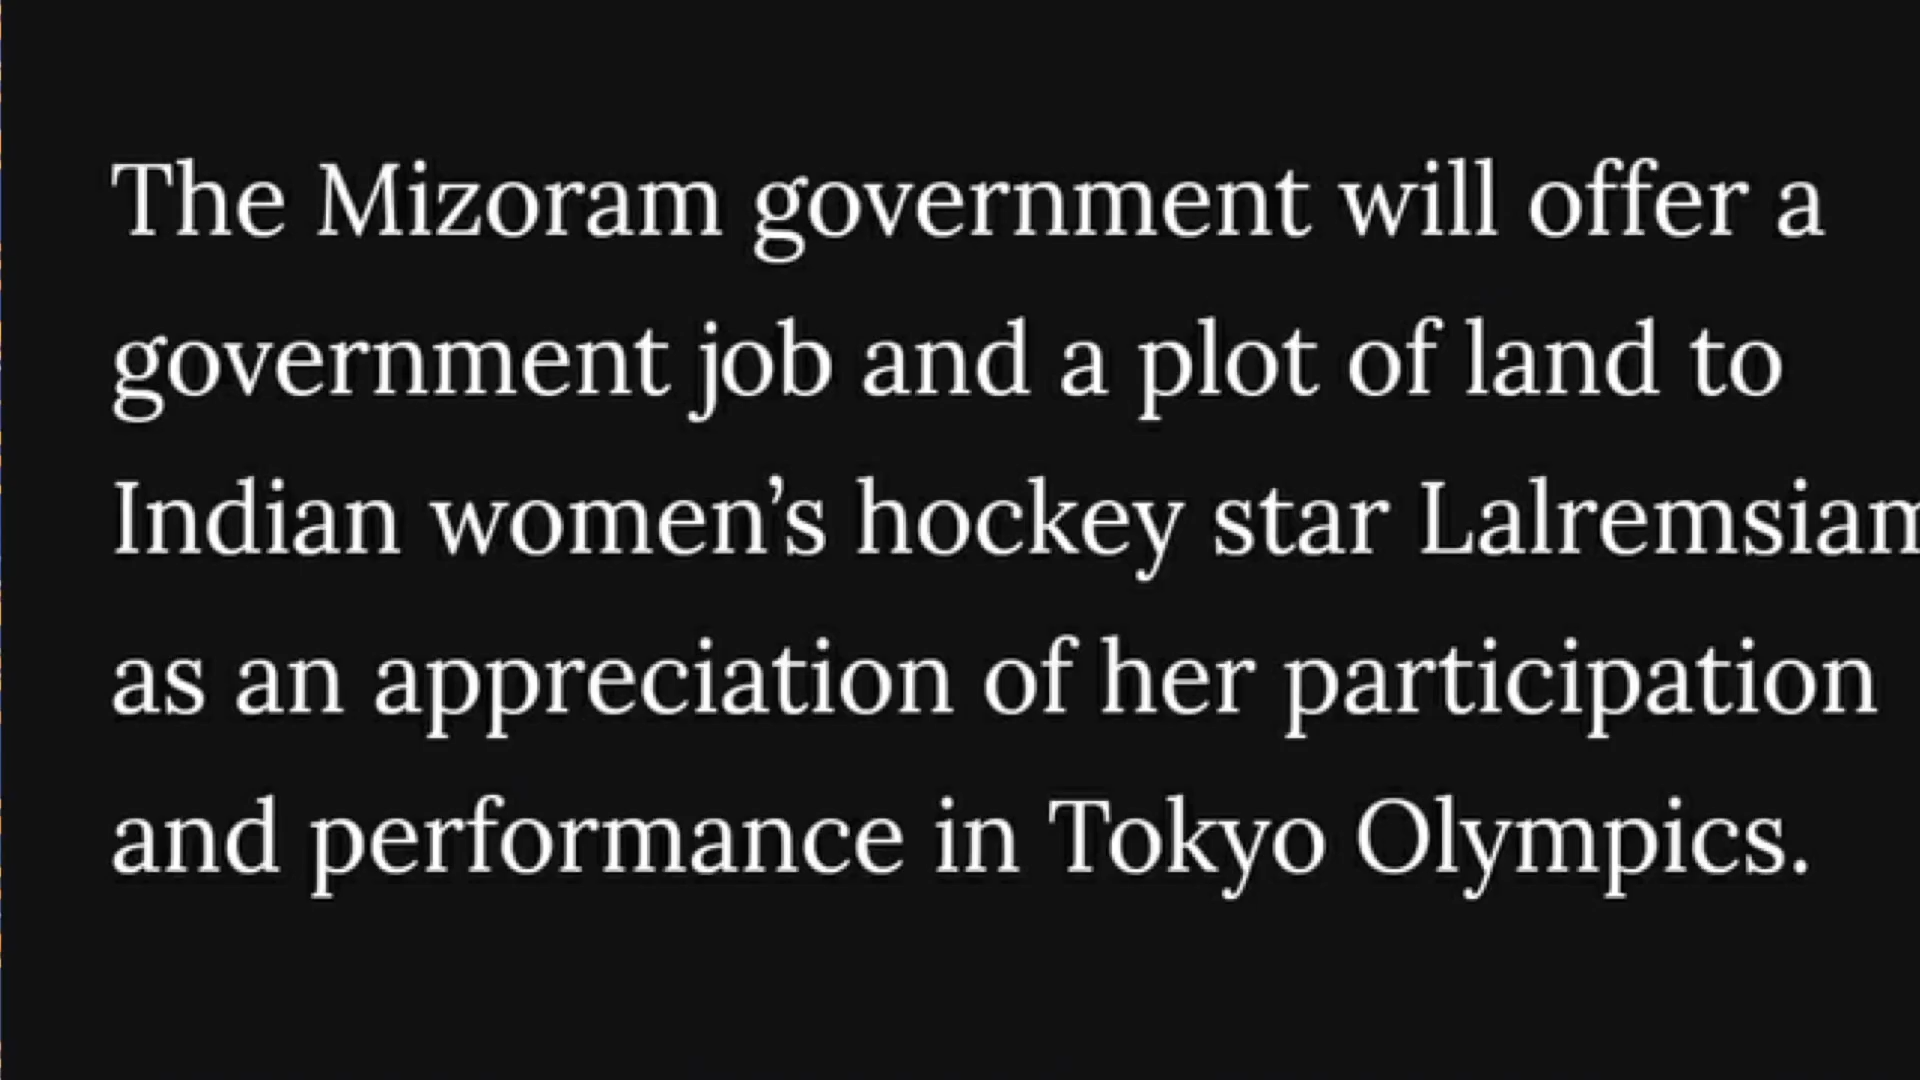 The Mizoram government will offer a
government job and a plot of land to
Indian women’s hockey star Lalremsiam
as an appreciation of her participation
and performance in Tokyo Olympics.